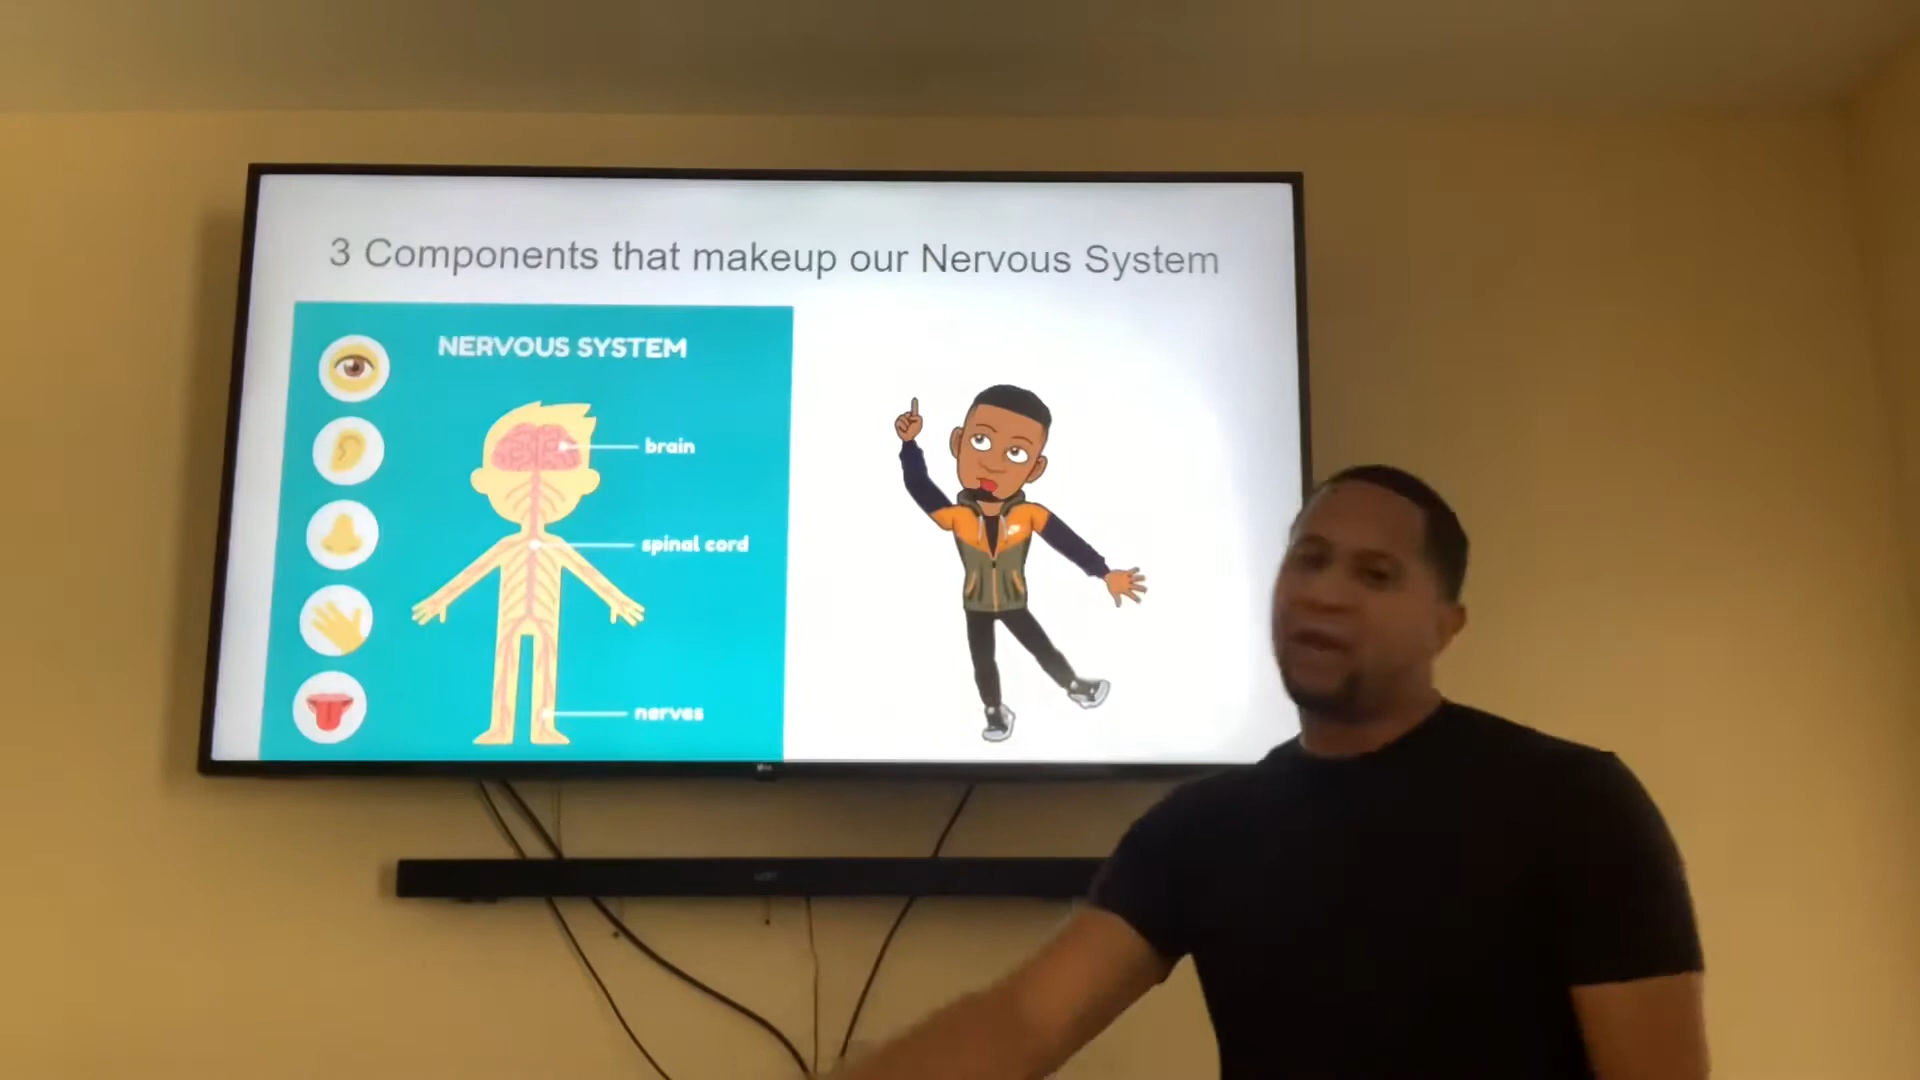 3 Components that makeup our Nervous System
NERVOUS SYSTEM
brain
spinal cord
nerves